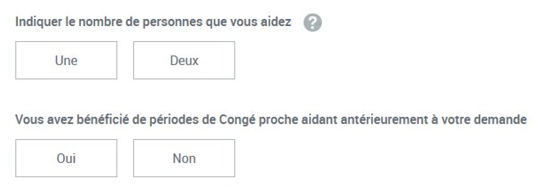 Indiquer le nombre de personnes que vous aidez ?
Une Deux
Vous avez bénéficié de périodes de Congé proche aidant antérieurement à votre demande
Oui Non